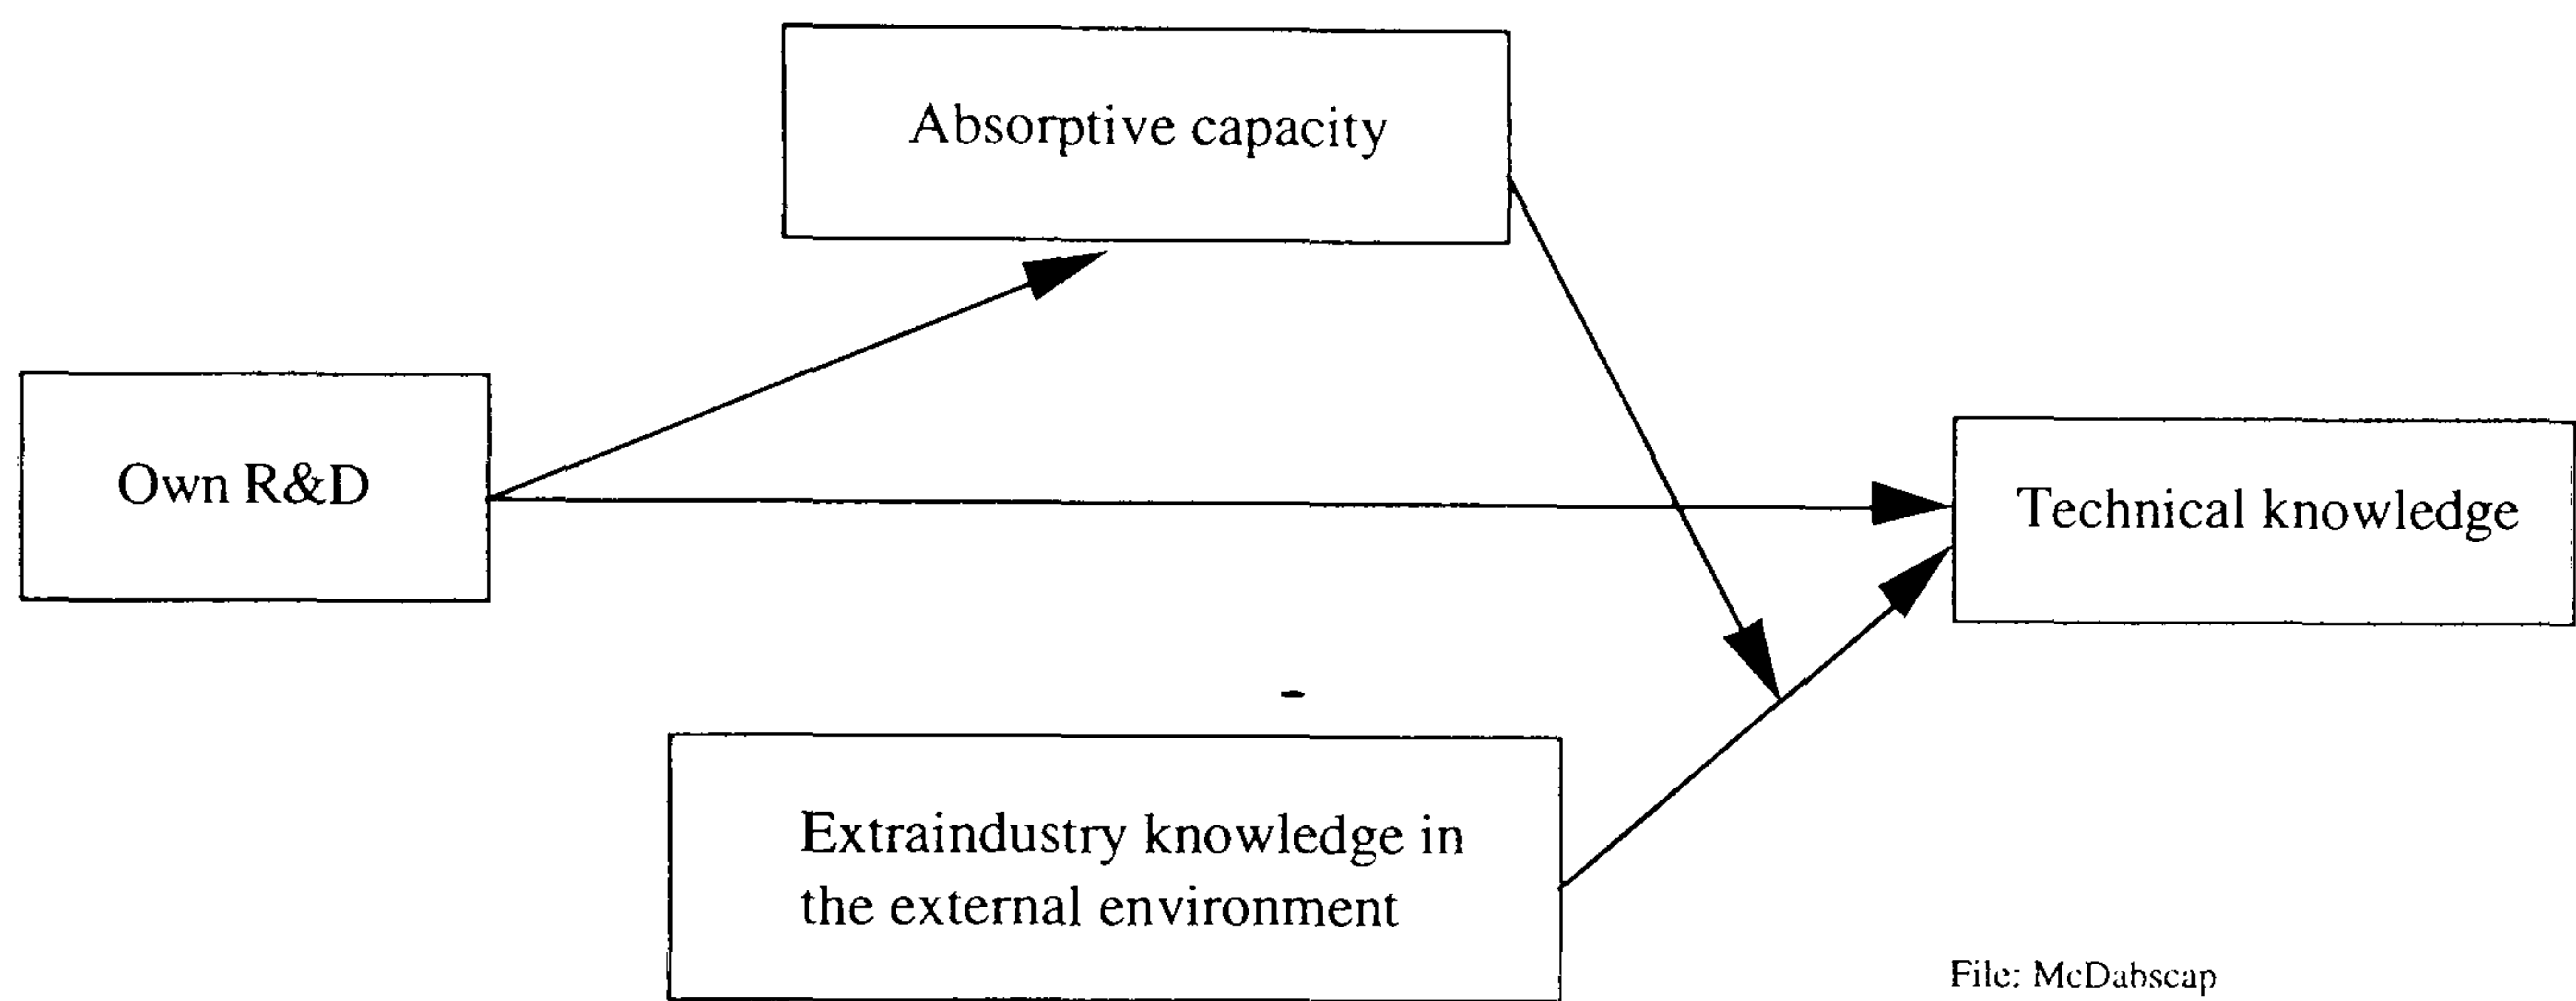 Absorptive capacity
Own R&D
Technical knowledge
Extraindustry knowledge in
the external environment
File: McDabscap